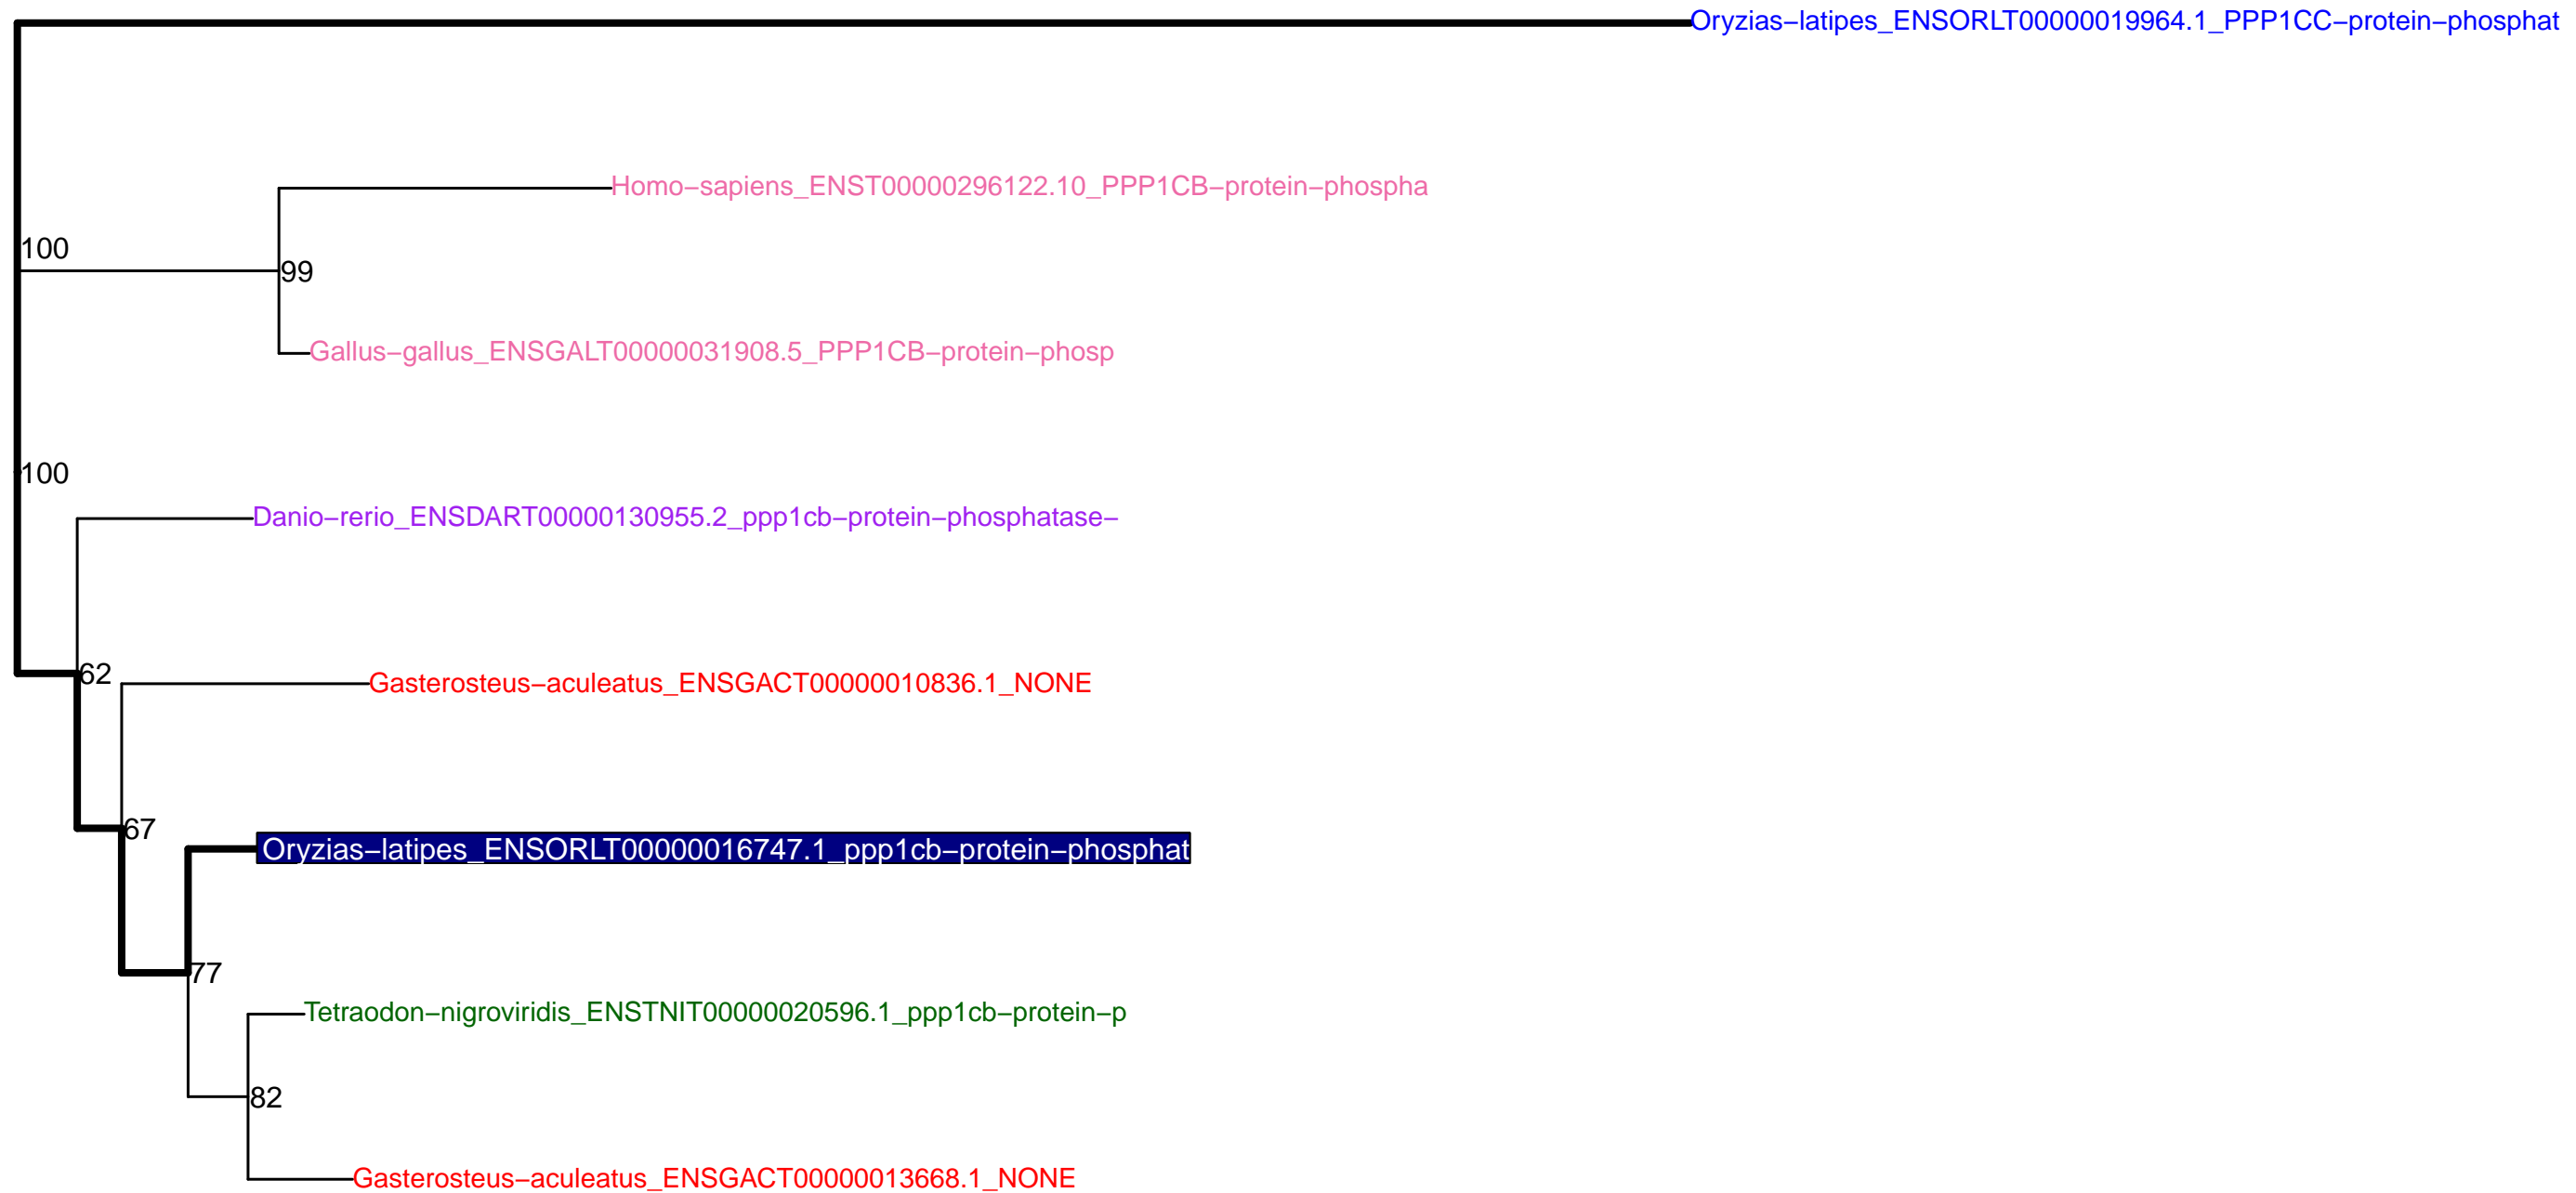 Oryzias−latipes_ENSORLT00000019964.1_PPP1CC−protein−phosphat
Homo−sapiens_ENST00000296122.10_PPP1CB−protein−phospha
100
99
Gallus−gallus_ENSGALT00000031908.5_PPP1CB−protein−phosp
100
Danio−rerio_ENSDART00000130955.2_ppp1cb−protein−phosphatase−
62
Gasterosteus−aculeatus_ENSGACT00000010836.1_NONE
67
Oryzias−latipes_ENSORLT00000016747.1_ppp1cb−protein−phosphat
77
Tetraodon−nigroviridis_ENSTNIT00000020596.1_ppp1cb−protein−p
82
Gasterosteus−aculeatus_ENSGACT00000013668.1_NONE